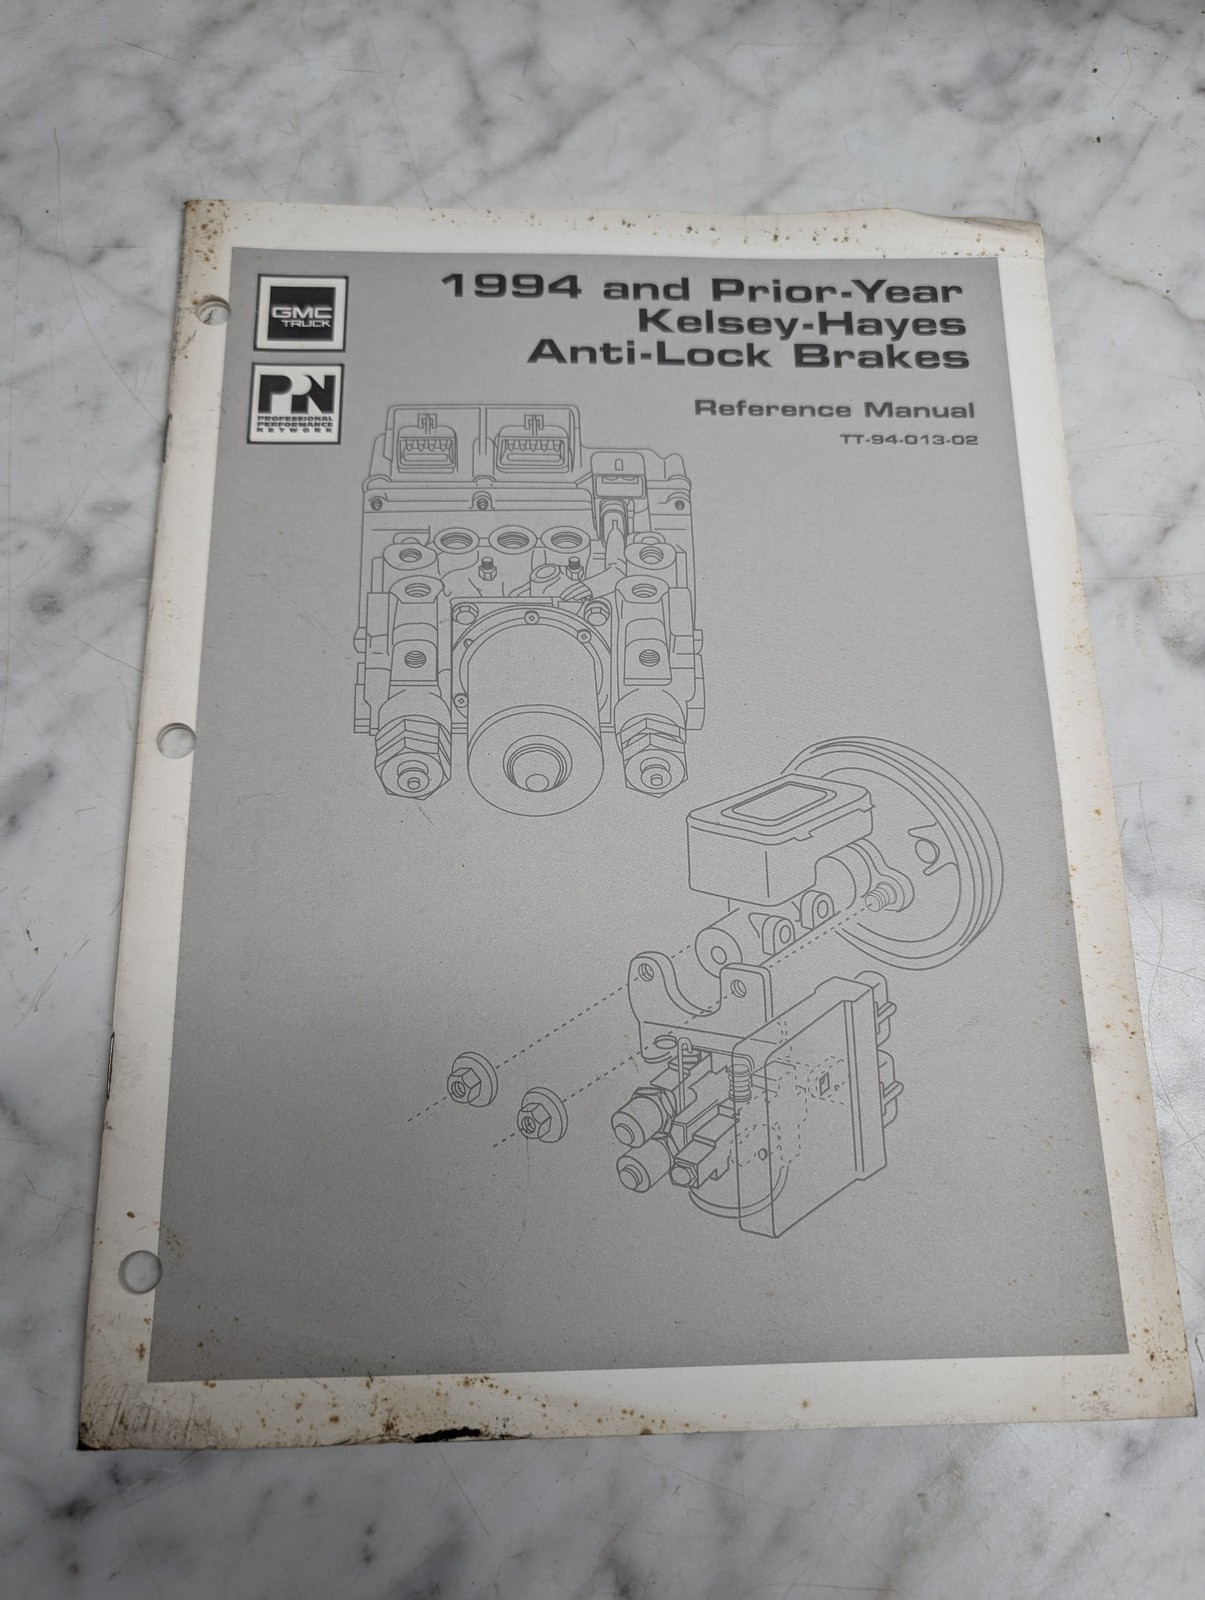 GMC
TRUCK
PPN
PROFESSIONAL
PERFORMANCE
NETWORK
1994 and Prior-Year
Kelsey-Hayes
Anti-Lock Brakes
Reference Manual
TT-94-013-02